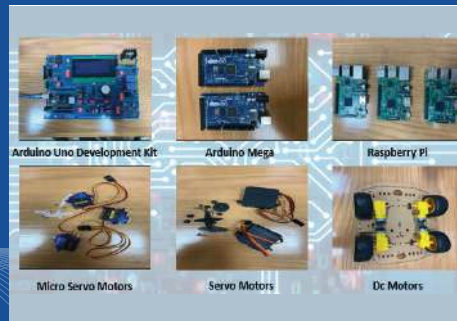 Arduino Uno Development Kit
Arduino Mega
Raspberry Pi
Micro Servo Motors
Servo Motors
Dc Motors